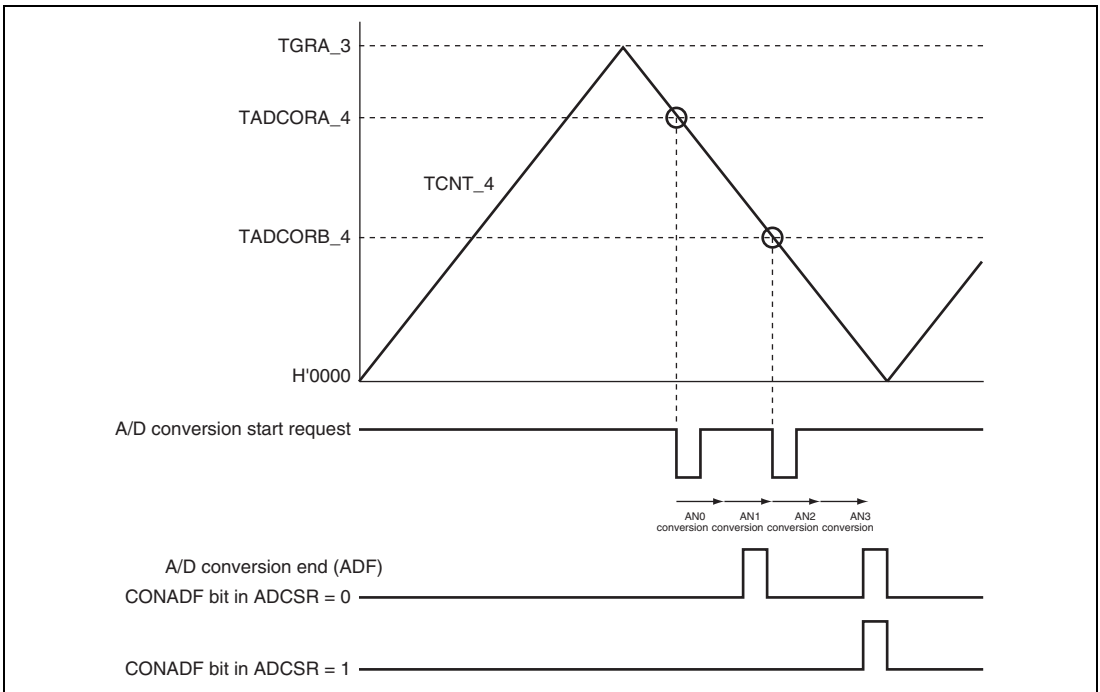 TGRA_3
TADCORA_4
TCNT_4
TADCORB_4
H'0000
A/D conversion start request
AN0 AN1 AN2 AN3
conversion conversion conversion conversion
A/D conversion end (ADF)
CONADF bit in ADCSR = 0
CONADF bit in ADCSR = 1